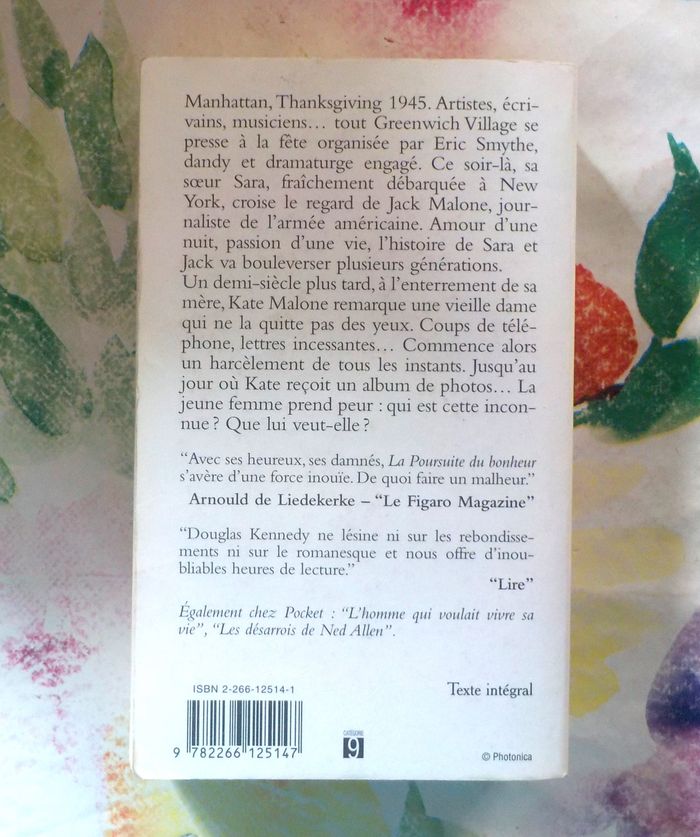 Manhattan, Thanksgiving 1945. Artistes, écri-
vains, musiciens… tout Greenwich Village se
presse à la fête organisée par Eric Smythe,
dandy et dramaturge engagé. Ce soir-là, sa
sœur Sara, fraîchement débarquée à New
York, croise le regard de Jack Malone, jour-
naliste de l'armée américaine. Amour d'une
nuit, passion d'une vie, l'histoire de Sara et
Jack va bouleverser plusieurs générations.
Un demi-siècle plus tard, à l'enterrement de sa
mère, Kate Malone remarque une vieille dame
qui ne la quitte pas des yeux. Coups de télé-
phone, lettres incessantes… Commence alors
un harcèlement de tous les instants. Jusqu'au
jour où Kate reçoit un album de photos… La
jeune femme prend peur : qui est cette incon-
nue ? Que lui veut-elle ?
“Avec ses heureux, ses damnés, La Poursuite du bonheur
s'avère d'une force inouïe. De quoi faire un malheur.”
Arnould de Liedekerke – “Le Figaro Magazine”
“Douglas Kennedy ne lésine ni sur les rebondisse-
ments ni sur le romanesque et nous offre d'inou-
bliables heures de lecture.”
“Lire”
Également chez Pocket : “L'homme qui voulait vivre sa
vie”, “Les désarrois de Ned Allen”.
ISBN 2-266-12514-1
Texte intégral
9 782266 125147
CATÉGORIE
9
© Photonica